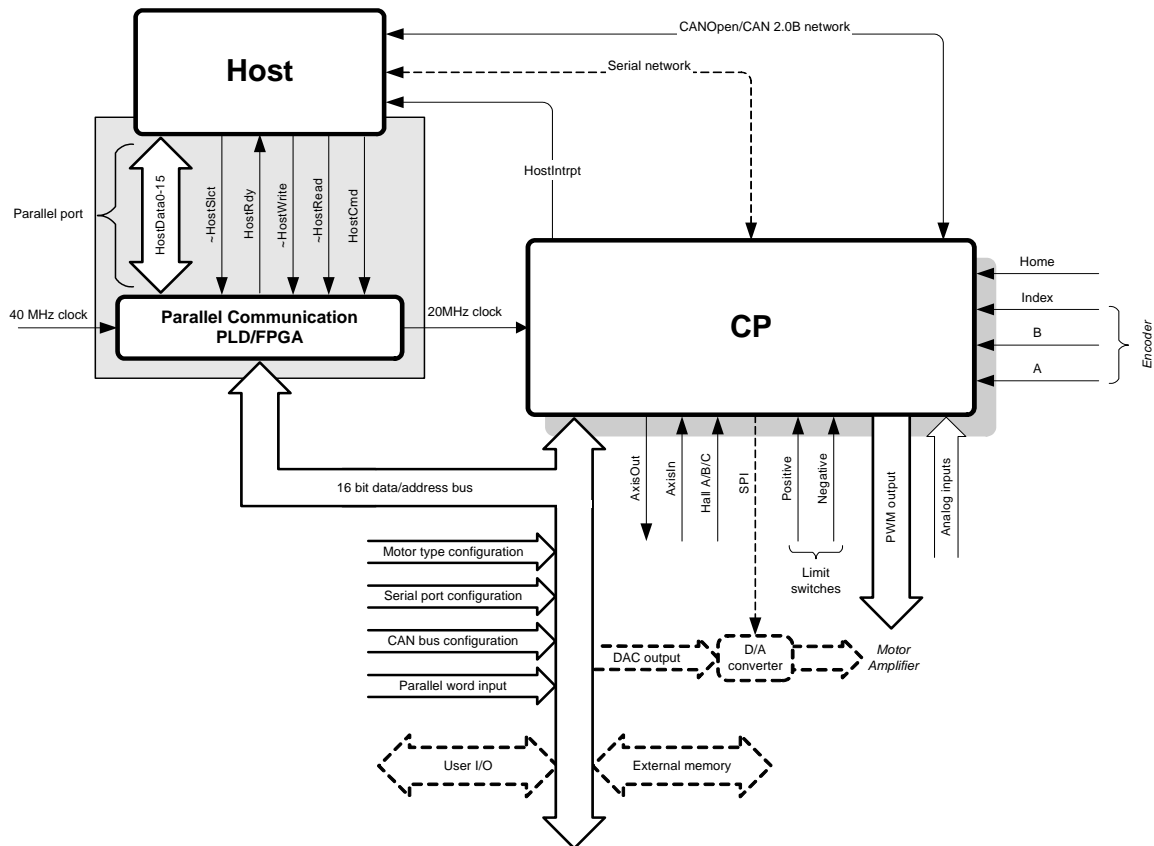 CANOpen/CAN 2.0B network
Host
Serial network
HostIntrpt
Parallel port
HostData0-15
~HostSlct
HostRdy
~HostWrite
~HostRead
HostCmd
40 MHz clock
Parallel Communication
PLD/FPGA
20MHz clock
CP
Home
Index
B
A
Encoder
16 bit data/address bus
AxisOut
AxisIn
Hall A/B/C
SPI
Positive
Negative
PWM output
Analog inputs
Limit
switches
Motor type configuration
Serial port configuration
CAN bus configuration
Parallel word input
DAC output
D/A
converter
Motor
Amplifier
User I/O
External memory